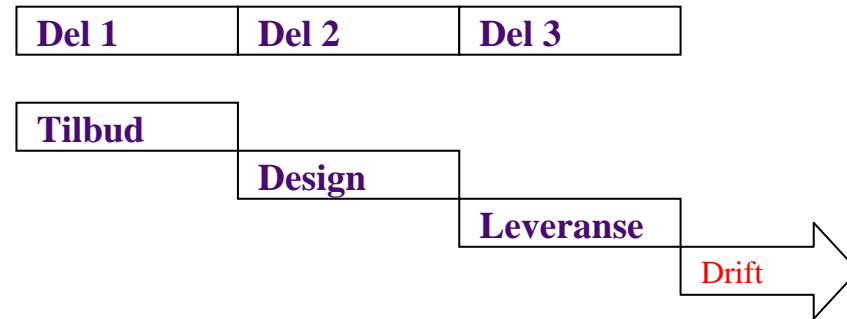 Del 1 Del 2 Del 3
Tilbud
Design
Leveranse
Drift